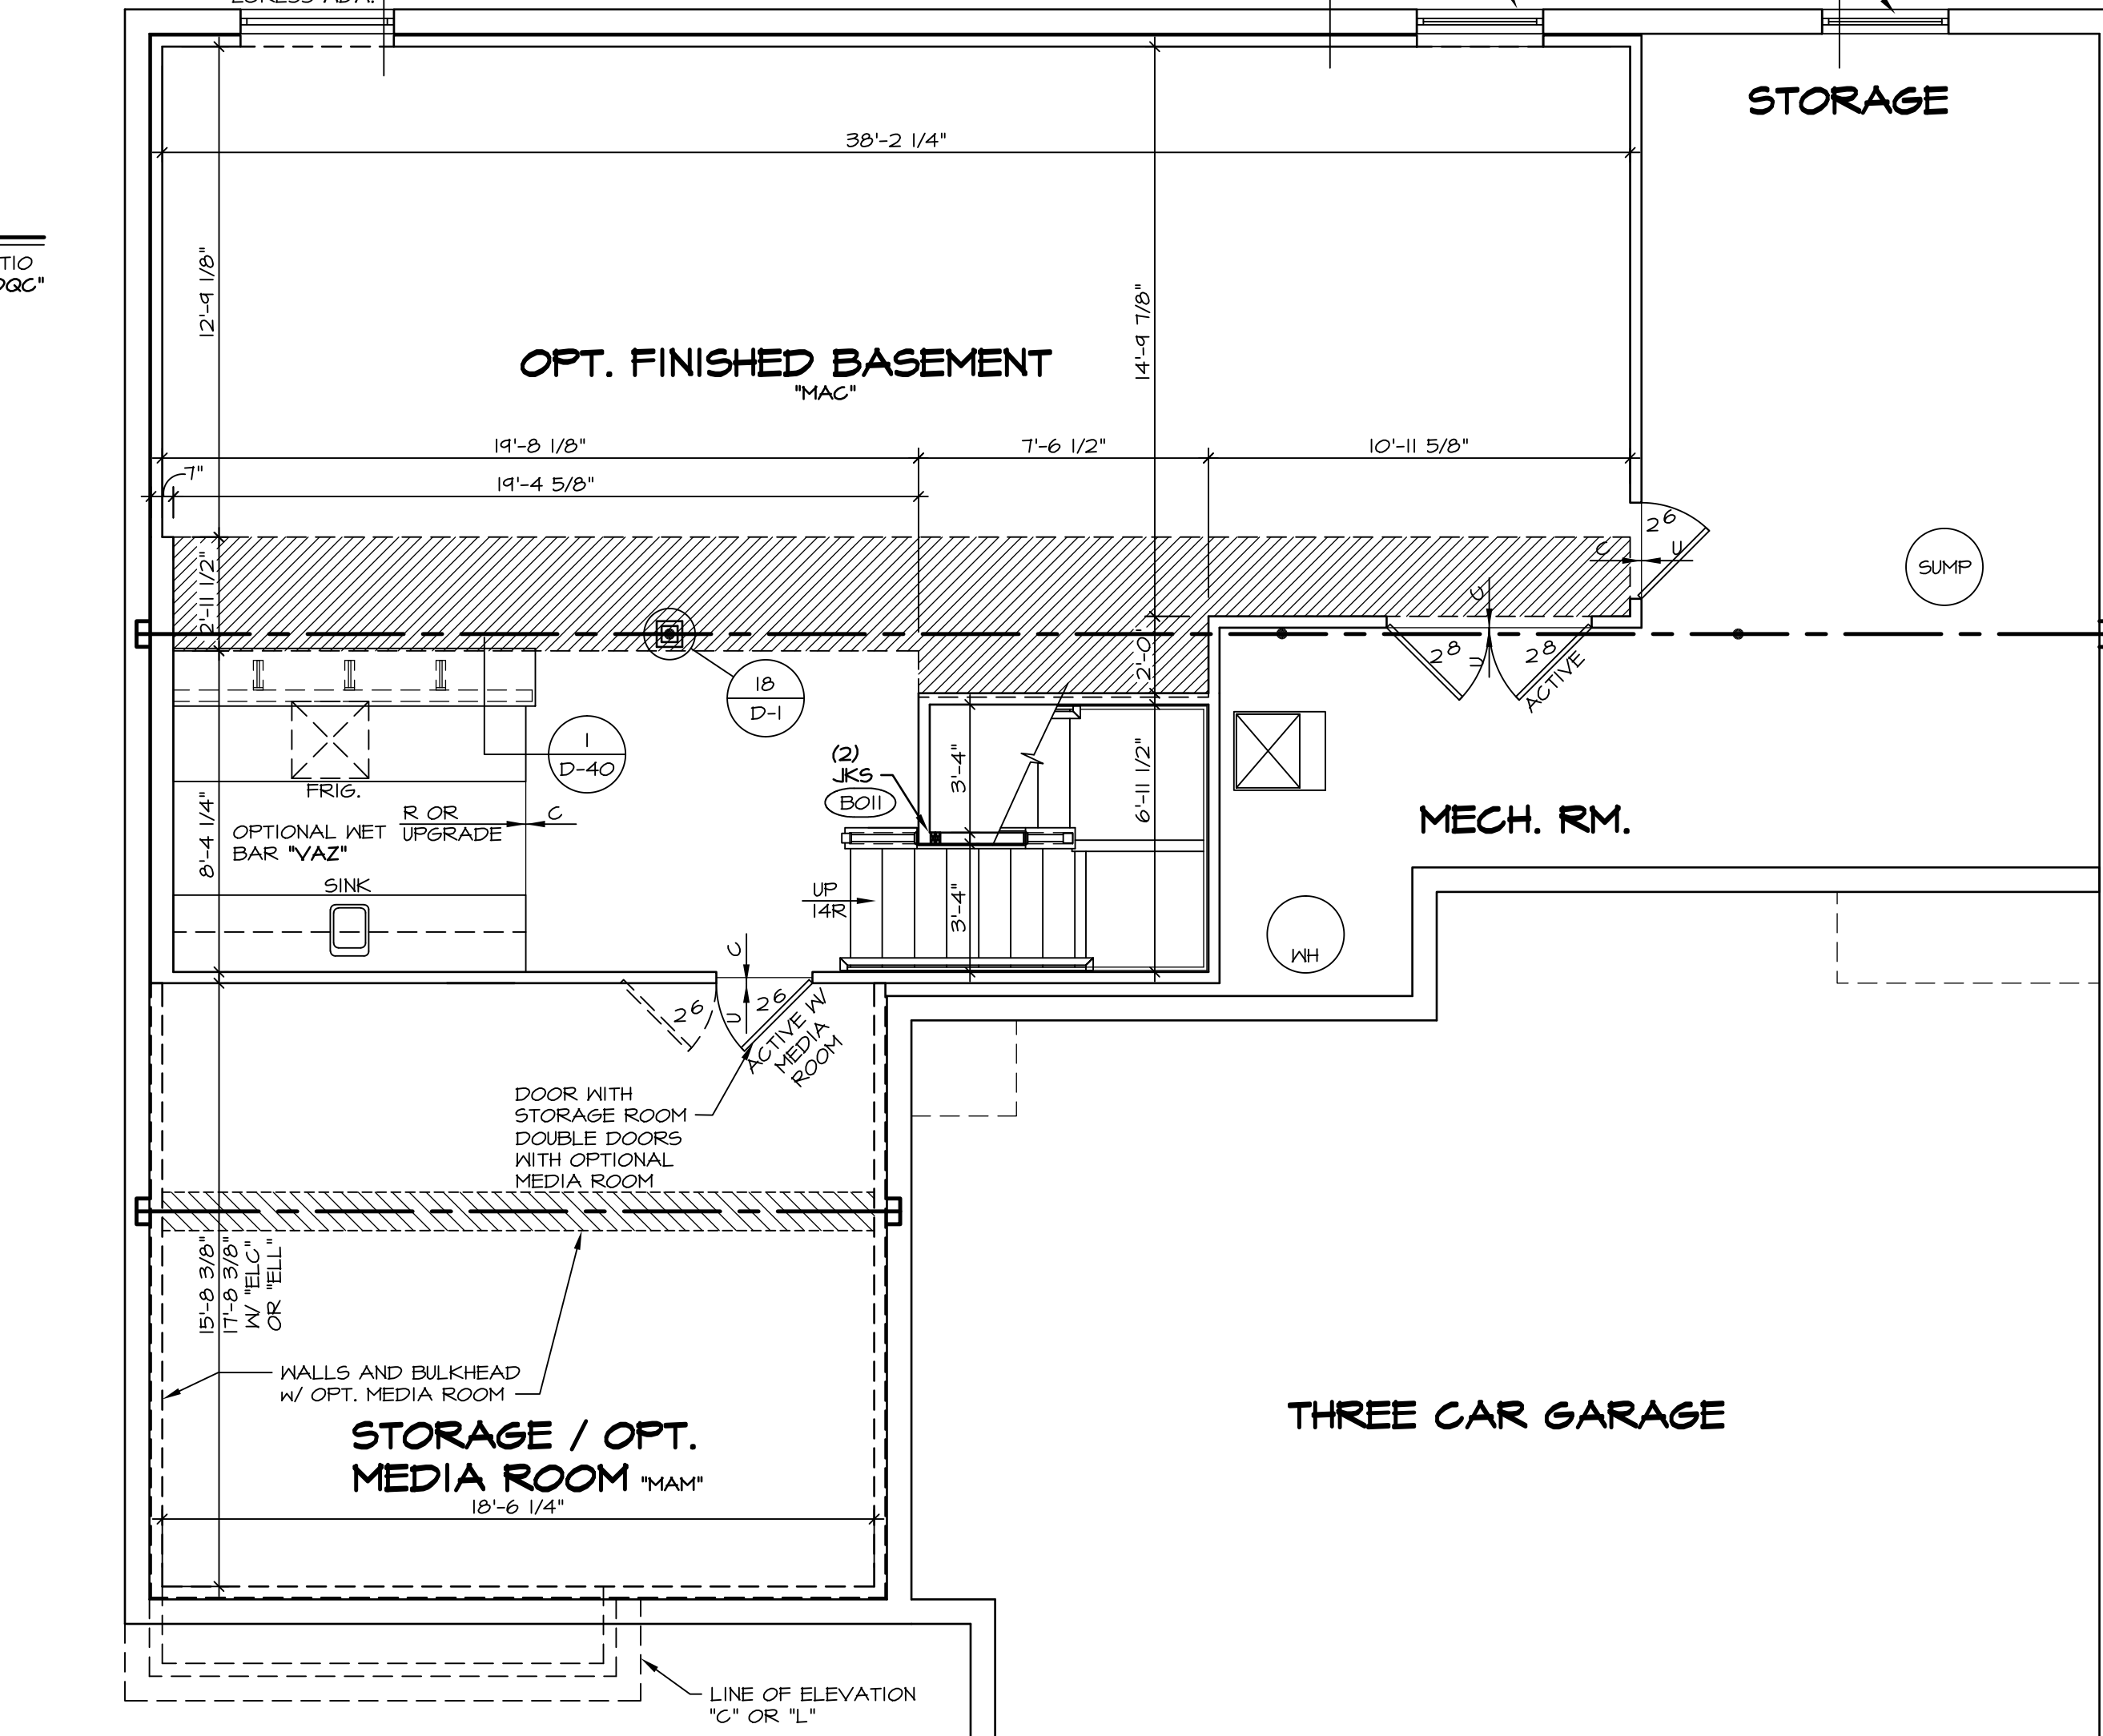 EGRESS ADA.
STORAGE
38'-2 1/4"
TIO
DQC"
12'-9 1/8"
14'-9 7/8"
OPT. FINISHED BASEMENT
"MAC"
19'-8 1/8"
7'-6 1/2"
10'-11 5/8"
7"
19'-4 5/8"
26
C
U
SUMP
2'-11 1/2"
C
2'-0"
28
U
28
ACTIVE
18
D-1
1
D-40
(2)
JKS
B011
3'-4"
6'-11 1/2"
FRIG.
R OR
UPGRADE
C
OPTIONAL WET
BAR "VAZ"
8'-4 1/4"
MECH. RM.
SINK
UP
14R
3'-4"
WH
C
U
26
26
ACTIVE W/
MEDIA
ROOM
DOOR WITH
STORAGE ROOM
DOUBLE DOORS
WITH OPTIONAL
MEDIA ROOM
15'-8 3/8"
17'-8 3/8"
W/ "ELC"
OR "ELL"
WALLS AND BULKHEAD
w/ OPT. MEDIA ROOM
THREE CAR GARAGE
STORAGE / OPT.
MEDIA ROOM "MAM"
18'-6 1/4"
LINE OF ELEVATION
"C" OR "L"